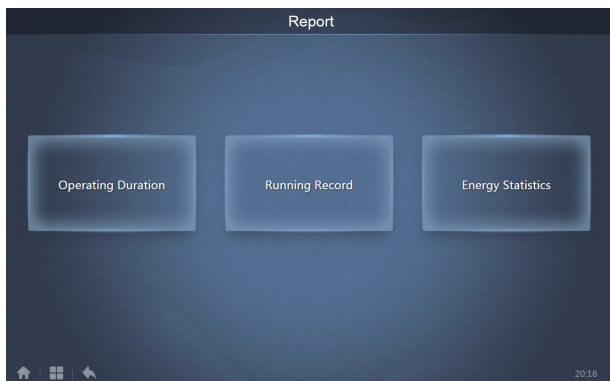 Report
Operating Duration
Running Record
Energy Statistics
20:16